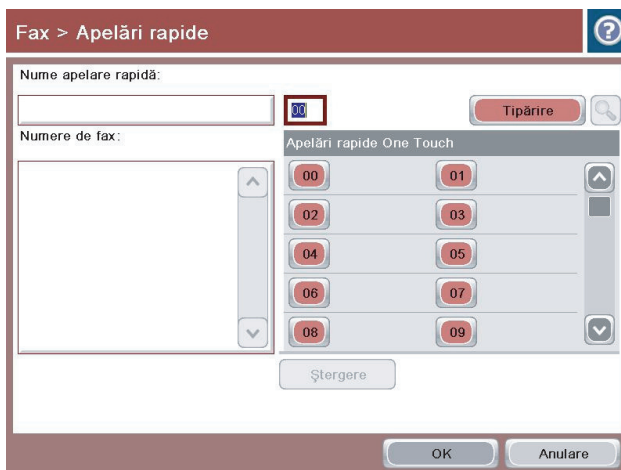 Fax > Apelări rapide
?
Nume apelare rapidă:
00
Tipărire
Numere de fax:
Apelări rapide One Touch
00 01
02 03
04 05
06 07
08 09
Ștergere
OK Anulare